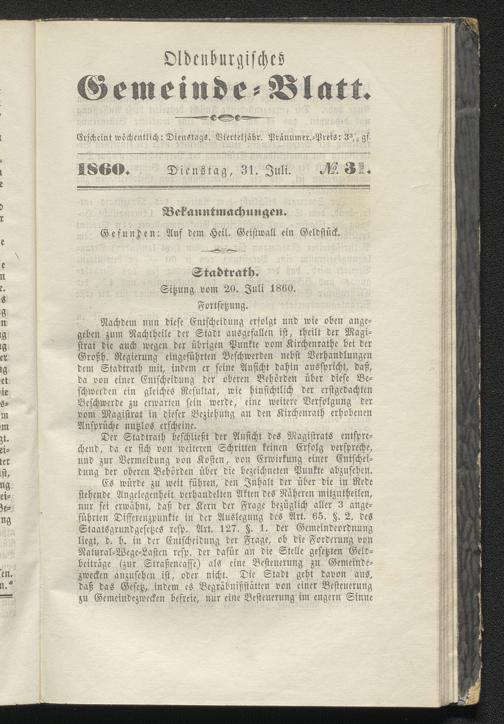 Oldenburgisches
Gemeinde-Blatt.
Erscheint wöchentlich: Dienstags. Vierteljähr. Pränumer.-Preis: 3¾ gſ.
1860. Dienstag, 31. Juli. № 31.
Bekanntmachungen.
Gefunden: Auf dem Heil. Geistwall ein Geldstück.
Stadtrath.
Sitzung vom 20. Juli 1860.
Fortsetzung.
Nachdem nun diese Entscheidung erfolgt und wie oben ange-
geben zum Nachtheile der Stadt ausgefallen ist, theilt der Magi-
strat die auch wegen der übrigen Punkte vom Kirchenrathe bei der
Großh. Regierung eingeführten Beschwerden nebst Verhandlungen
dem Stadtrath mit, indem er seine Ansicht dahin ausspricht, daß,
da von einer Entscheidung der oberen Behörden über diese Be-
schwerden ein gleiches Resultat, wie hinsichtlich der erstgedachten
Beschwerde zu erwarten sein werde, eine weitere Verfolgung der
vom Magistrat in dieser Beziehung an den Kirchenrath erhobenen
Ansprüche nutzlos erscheine.
Der Stadtrath beschließt der Ansicht des Magistrats entspre-
chend, da er sich von weiteren Schritten keinen Erfolg verspreche,
und zur Vermeidung von Kosten, von Erwirkung einer Entschei-
dung der oberen Behörden über die bezeichneten Punkte abzusehen.
Es würde zu weit führen, den Inhalt der über die in Rede
stehende Angelegenheit verhandelten Akten des Näheren mitzutheilen,
nur sei erwähnt, daß der Kern der Frage bezüglich aller 3 ange-
führten Differenzpunkte in der Auslegung des Art. 65. §. 2. des
Staatsgrundgesetzes resp. Art. 127. §. 1. der Gemeindeordnung
liegt, d. h. in der Entscheidung der Frage, ob die Forderung von
Natural-Wege-Lasten resp. der dafür an die Stelle gesetzten Geld-
beiträge (zur Straßencasse) als eine Besteuerung zu Gemeinde-
zwecken anzusehen ist, oder nicht. Die Stadt geht davon aus,
daß das Gesetz, indem es Begräbnißstätten von einer Besteuerung
zu Gemeindezwecken befreie, nur eine Besteuerung im engern Sinne